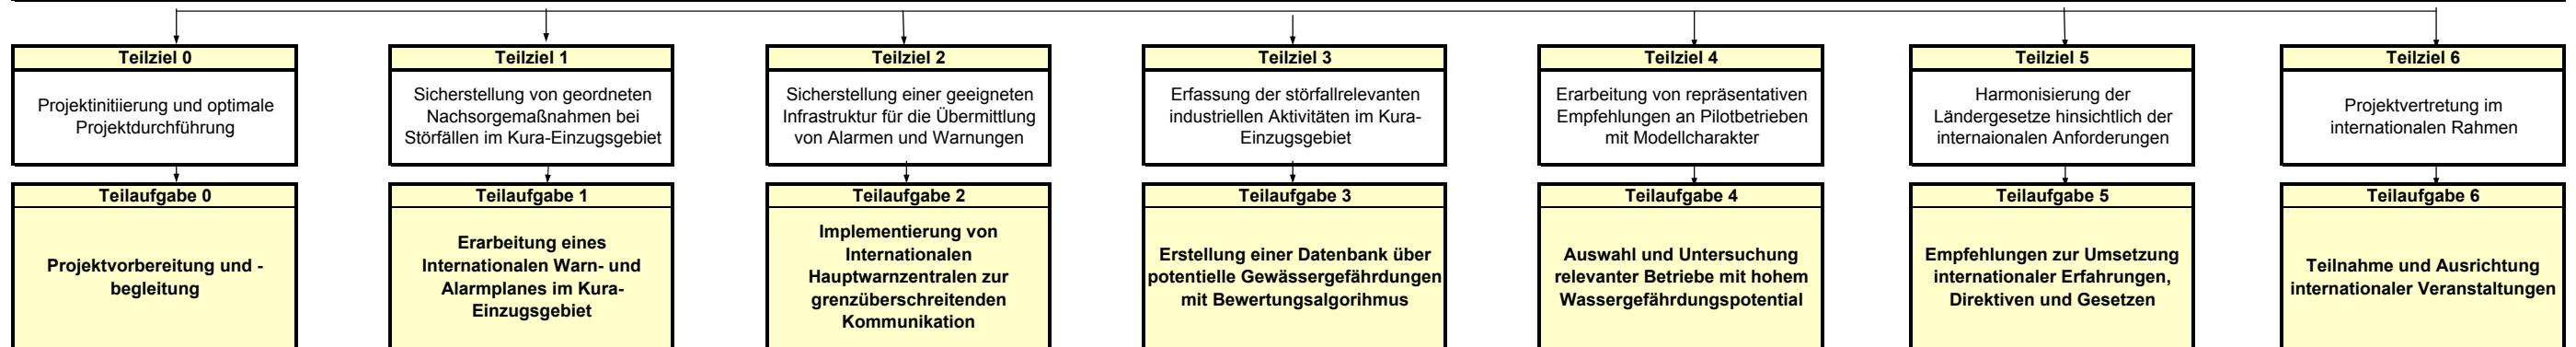 Teilziel 0
Projektinitiierung und optimale
Projektdurchführung
Teilziel 1
Sicherstellung von geordneten
Nachsorgemaßnahmen bei
Störfällen im Kura-Einzugsgebiet
Teilziel 2
Sicherstellung einer geeigneten
Infrastruktur für die Übermittlung
von Alarmen und Warnungen
Teilziel 3
Erfassung der störfallrelevanten
industriellen Aktivitäten im Kura-
Einzugsgebiet
Teilziel 4
Erarbeitung von repräsentativen
Empfehlungen an Pilotbetrieben
mit Modellcharakter
Teilziel 5
Harmonisierung der
Ländergesetze hinsichtlich der
internaionalen Anforderungen
Teilziel 6
Projektvertretung im
internationalen Rahmen
Teilaufgabe 0
Projektvorbereitung und -
begleitung
Teilaufgabe 1
Erarbeitung eines
Internationalen Warn- und
Alarmplanes im Kura-
Einzugsgebiet
Teilaufgabe 2
Implementierung von
Internationalen
Hauptwarnzentralen zur
grenzüberschreitenden
Kommunikation
Teilaufgabe 3
Erstellung einer Datenbank über
potentielle Gewässergefährdungen
mit Bewertungsalgorihmus
Teilaufgabe 4
Auswahl und Untersuchung
relevanter Betriebe mit hohem
Wassergefährdungspotential
Teilaufgabe 5
Empfehlungen zur Umsetzung
internationaler Erfahrungen,
Direktiven und Gesetzen
Teilaufgabe 6
Teilnahme und Ausrichtung
internationaler Veranstaltungen